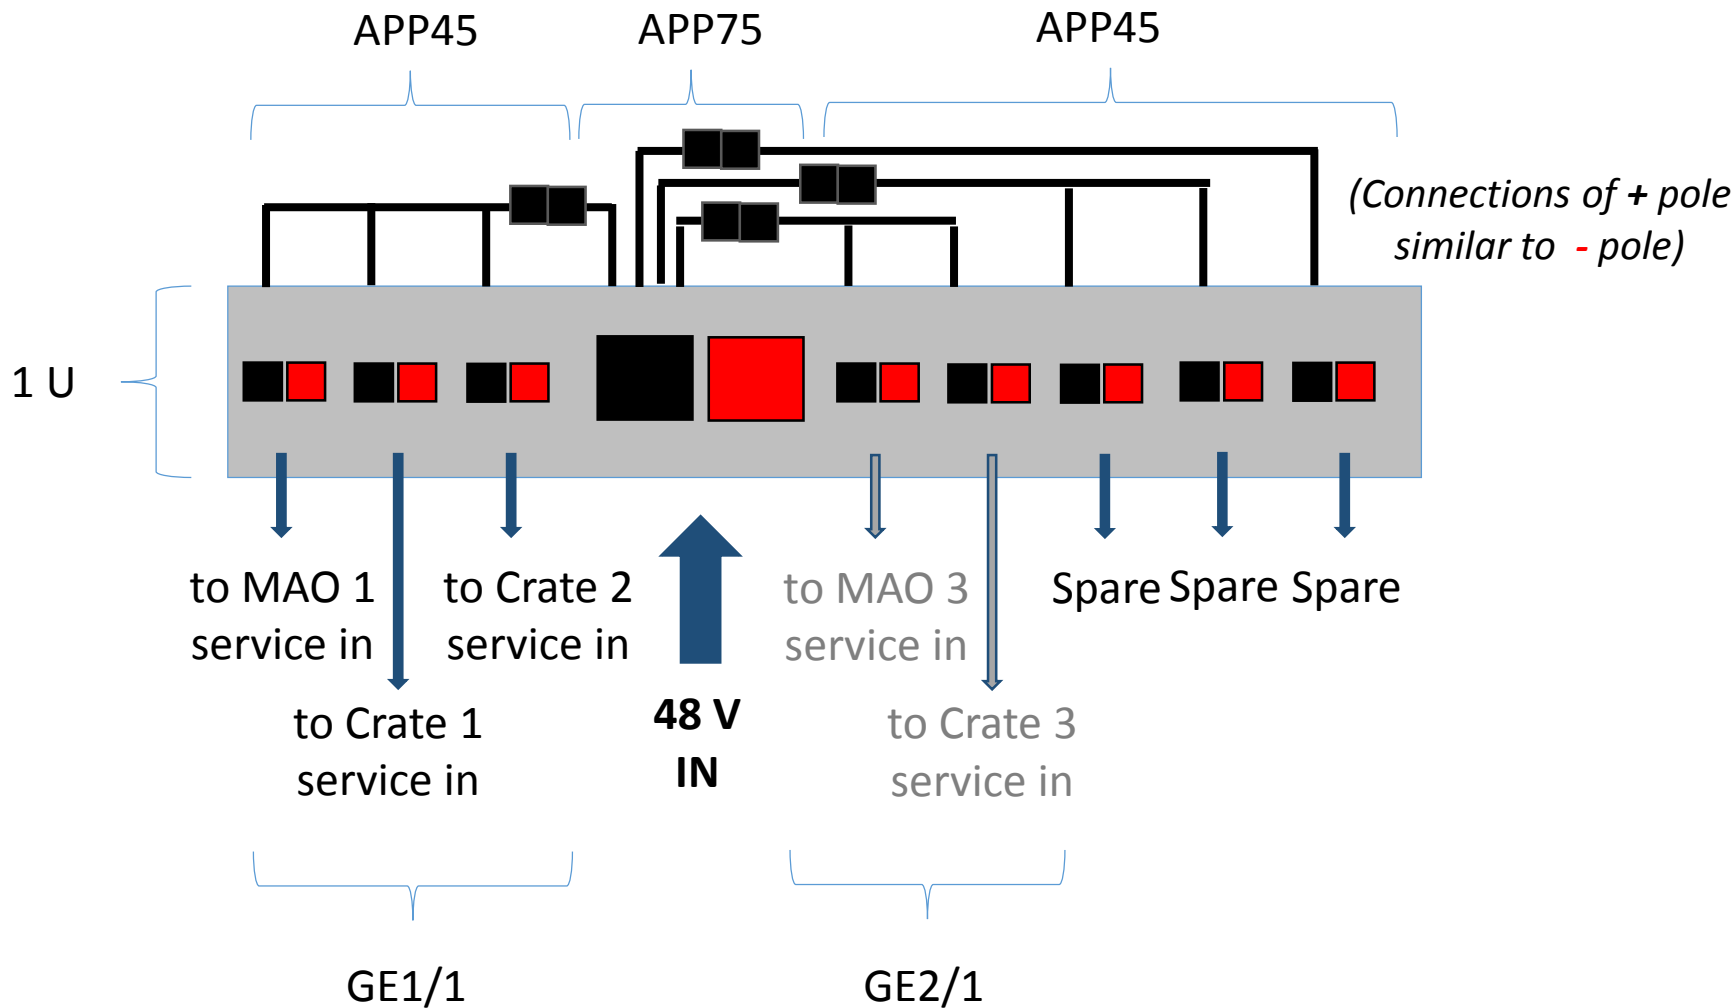 APP45
APP75
APP45
(Connections of + pole
similar to - pole)
1 U
to MAO 1
service in
to Crate 2
service in
to MAO 3
service in
Spare
Spare
Spare
to Crate 1
service in
48 V
IN
to Crate 3
service in
GE1/1
GE2/1